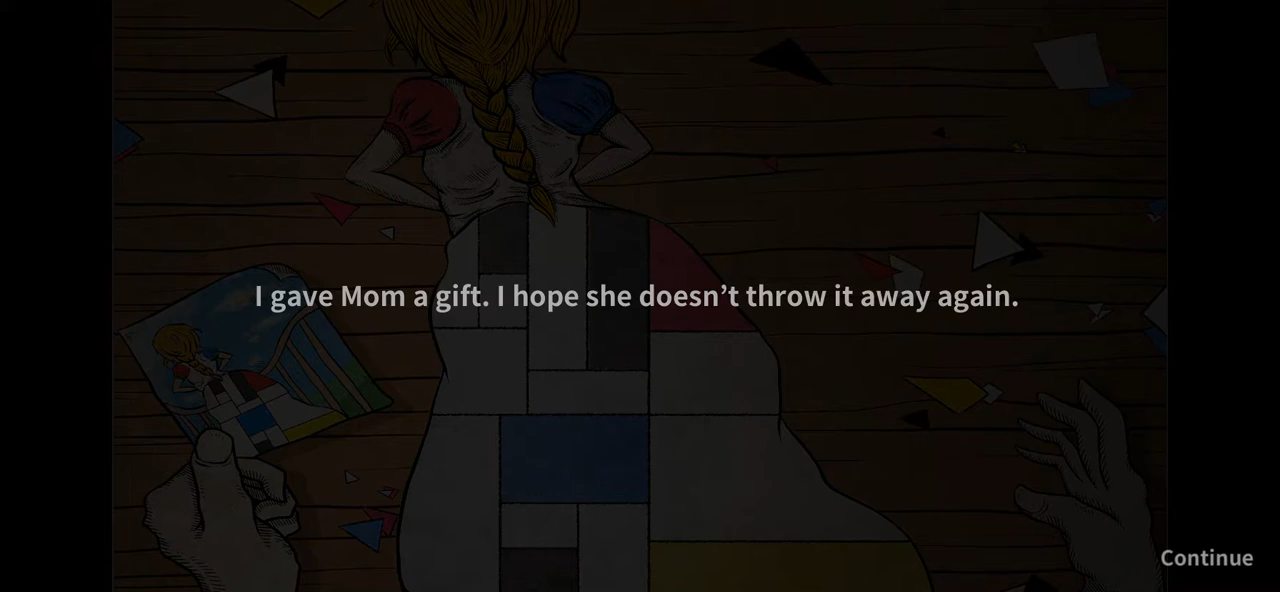 I gave Mom a gift. I hope she doesn’t throw it away again.
Continue